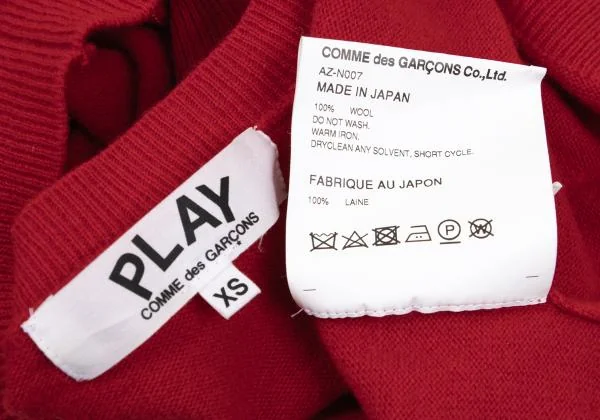 PLAY
COMME des GARÇONS
XS
COMME des GARÇONS Co.,Ltd.
AZ-N007
MADE IN JAPAN
100% WOOL
DO NOT WASH.
WARM IRON.
DRYCLEAN ANY SOLVENT, SHORT CYCLE.
FABRIQUE AU JAPON
100% LAINE
P
W